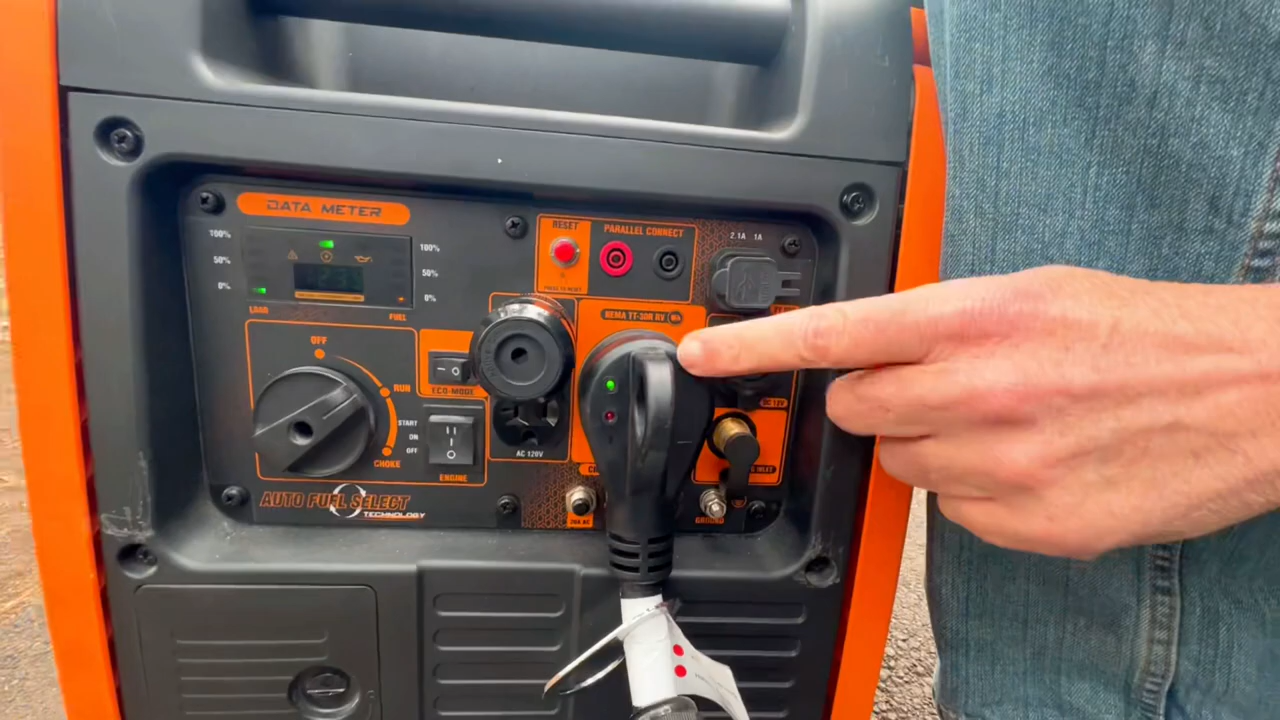 DATA METER
100%
50%
0%
LOAD
100%
50%
0%
FUEL
RESET
PRESS TO RESET
PARALLEL CONNECT
2.1A 1A
OFF
RUN
CHOKE
ECO-MODE
START
ON
OFF
ENGINE
NEMA TT-30R RV
AC 120V
DC 12V
INLET
GROUND
AUTO FUEL SELECT
TECHNOLOGY